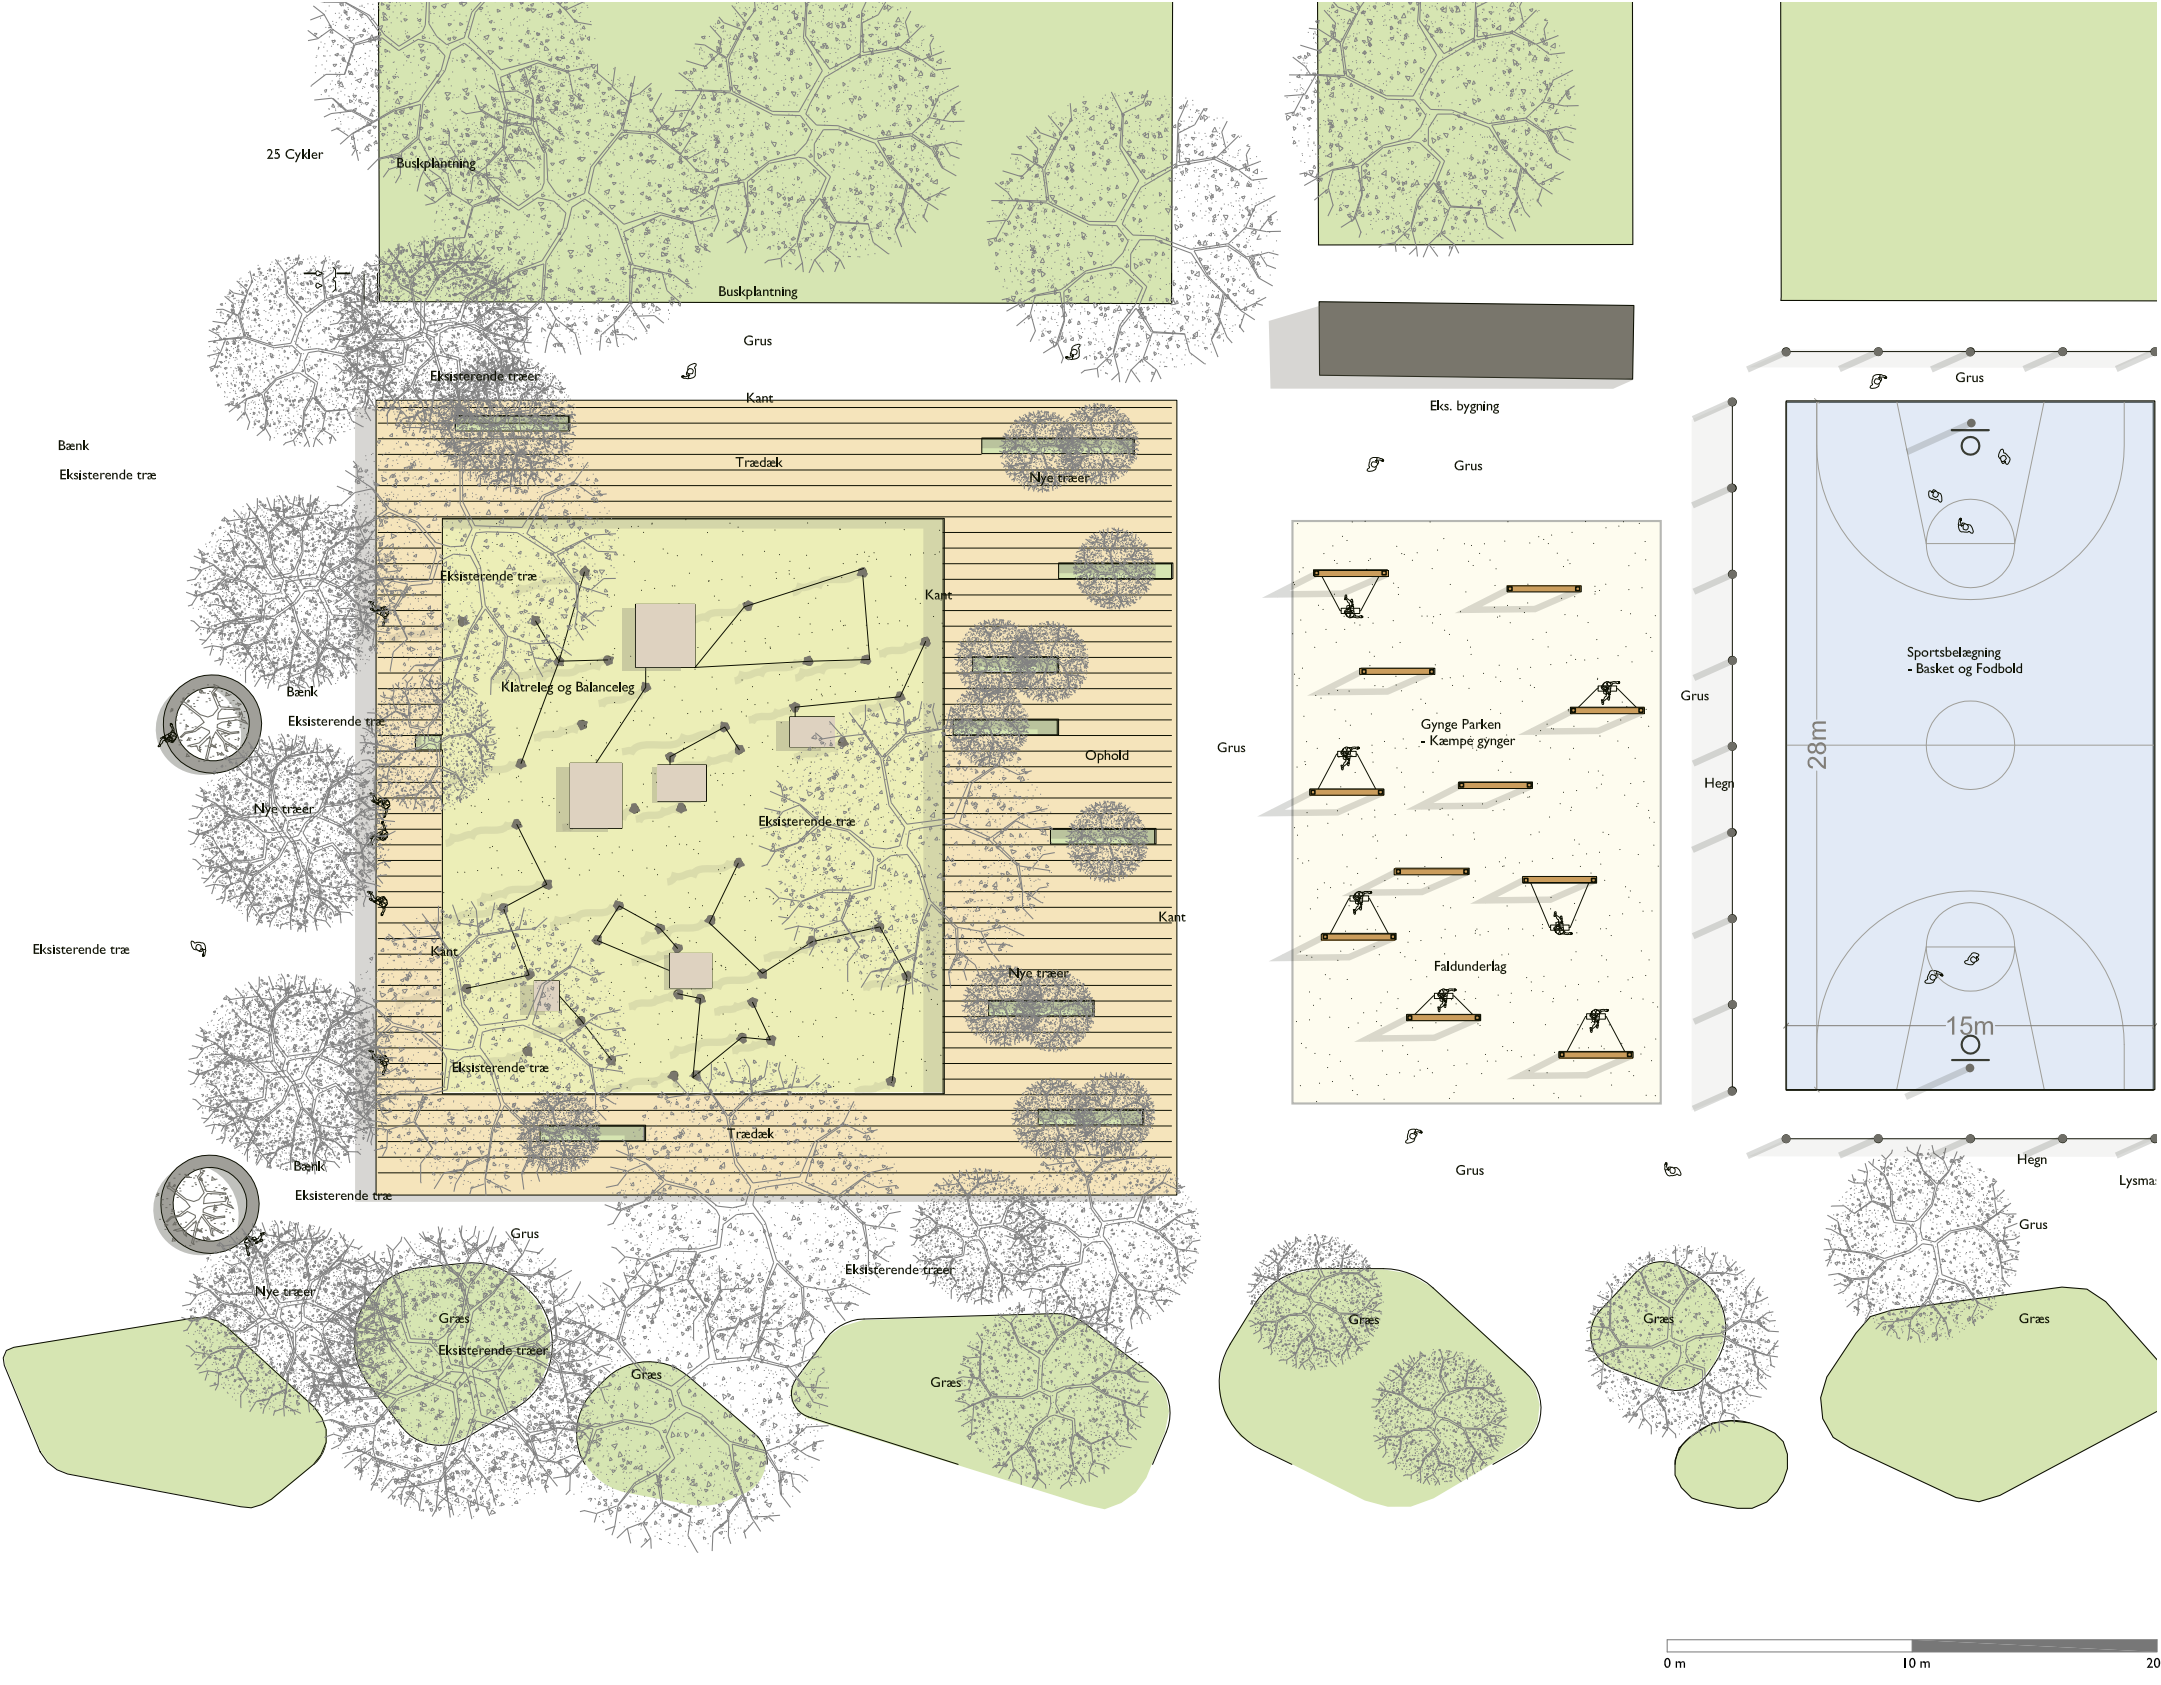 25 Cykler
Buskplantning
Buskplantning
Grus
Eksisterende træer
Grus
Kant
Eks. bygning
Bænk
Eksisterende træ
Trædæk
Nye træer
Grus
Eksisterende træ
Kant
Sportsbelægning
- Basket og Fodbold
Klatreleg og Balanceleg
Bænk
Eksisterende træ
Grus
Gynge Parken
- Kæmpe gynger
Grus
Ophold
28m
Hegn
Nye træer
Eksisterende træ
Kant
Eksisterende træ
Kant
Faldunderlag
Nye træer
15m
Eksisterende træ
Trædæk
Bænk
Grus
Hegn
Lysma
Eksisterende træ
Grus
Grus
Eksisterende træer
Nye træer
Græs
Græs
Græs
Græs
Eksisterende træer
Græs
Græs
0 m
10 m
20